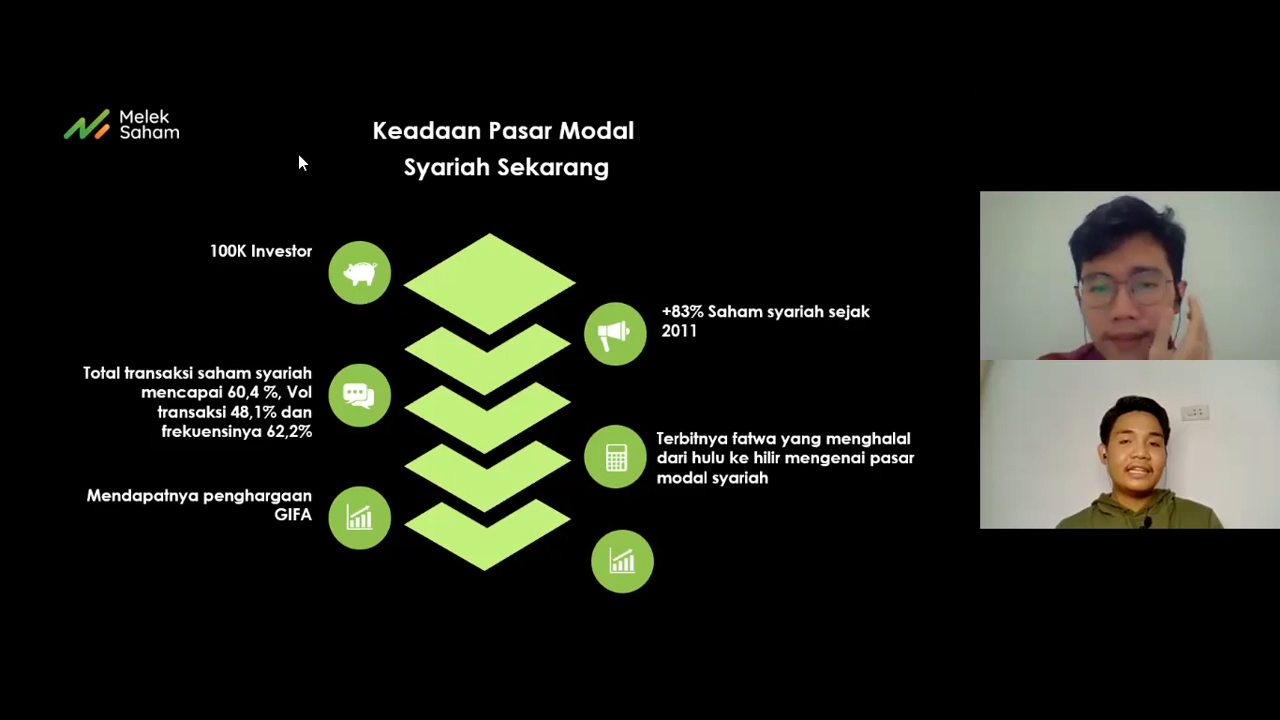 Melek
Saham
Keadaan Pasar Modal
Syariah Sekarang
100K Investor
+83% Saham syariah sejak
2011
Total transaksi saham syariah
mencapai 60,4 %, Vol
transaksi 48,1% dan
frekuensinya 62,2%
Terbitnya fatwa yang menghalal
dari hulu ke hilir mengenai pasar
modal syariah
Mendapatnya penghargaan
GIFA